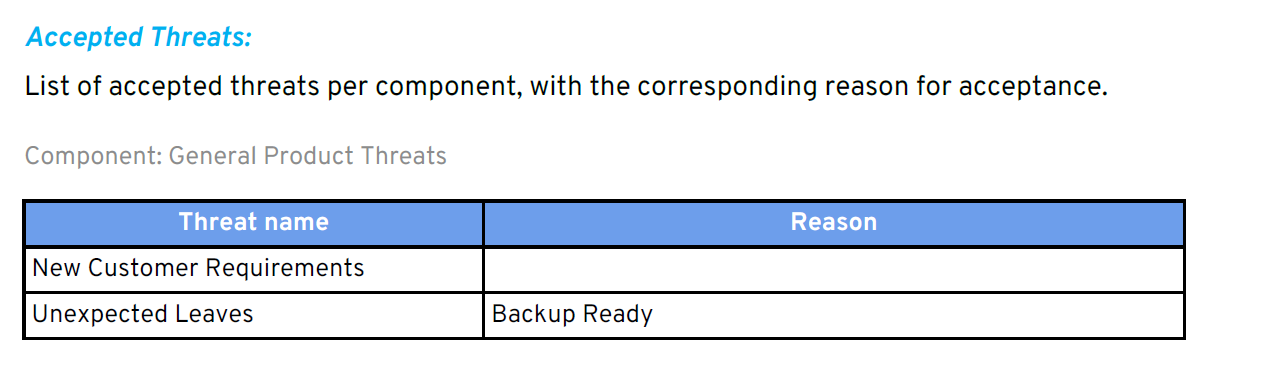 Accepted Threats:
List of accepted threats per component, with the corresponding reason for acceptance.
Component: General Product Threats
Threat name Reason
New Customer Requirements
Unexpected Leaves Backup Ready